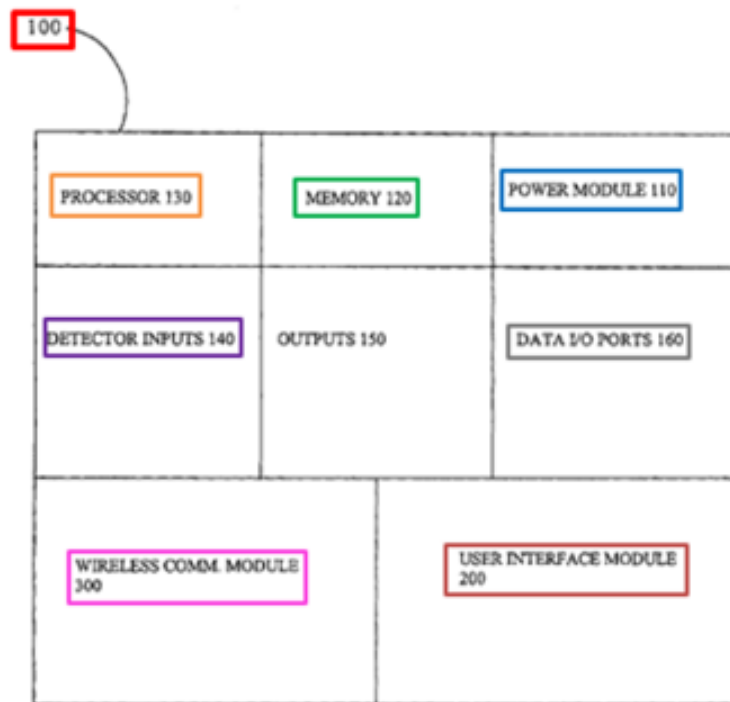 100
PROCESSOR 130
MEMORY 120
POWER MODULE 110
DETECTOR INPUTS 140
OUTPUTS 150
DATA I/O PORTS 160
WIRELESS COMM. MODULE
300
USER INTERFACE MODULE
200